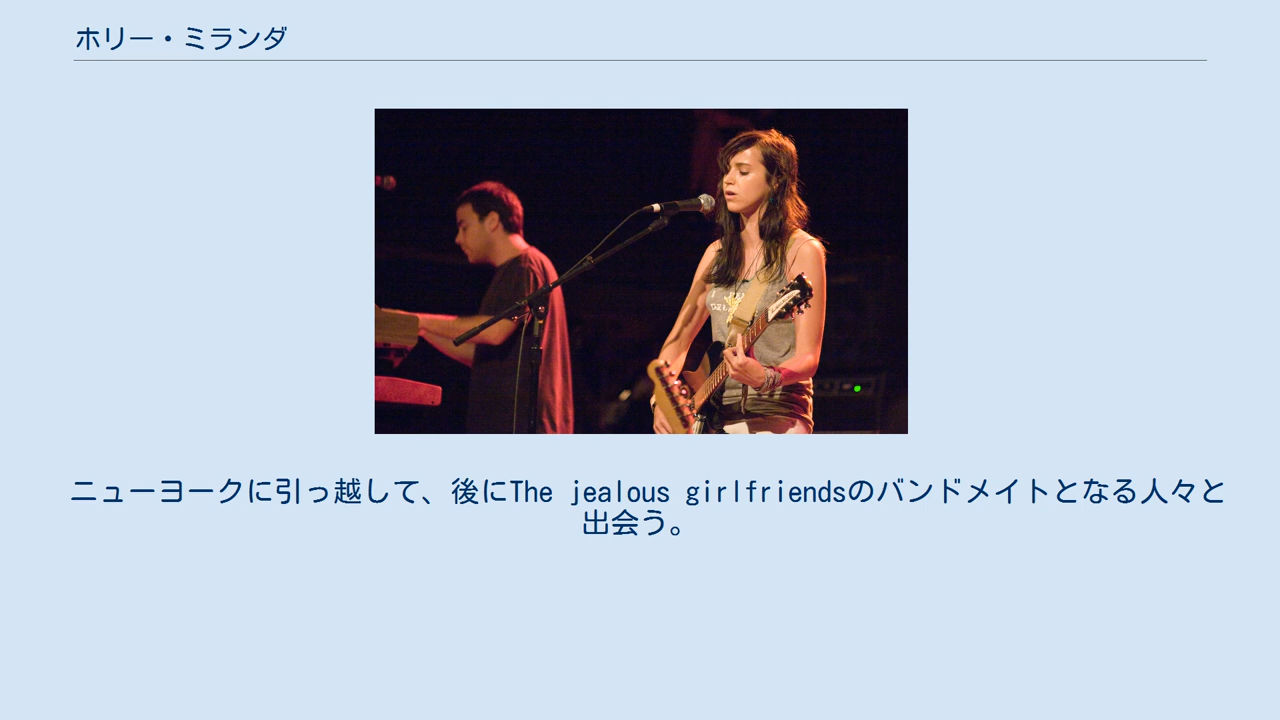 ホリー・ミランダ
ニューヨークに引っ越して、後にThe jealous girlfriendsのバンドメイトとなる人々と
出会う。